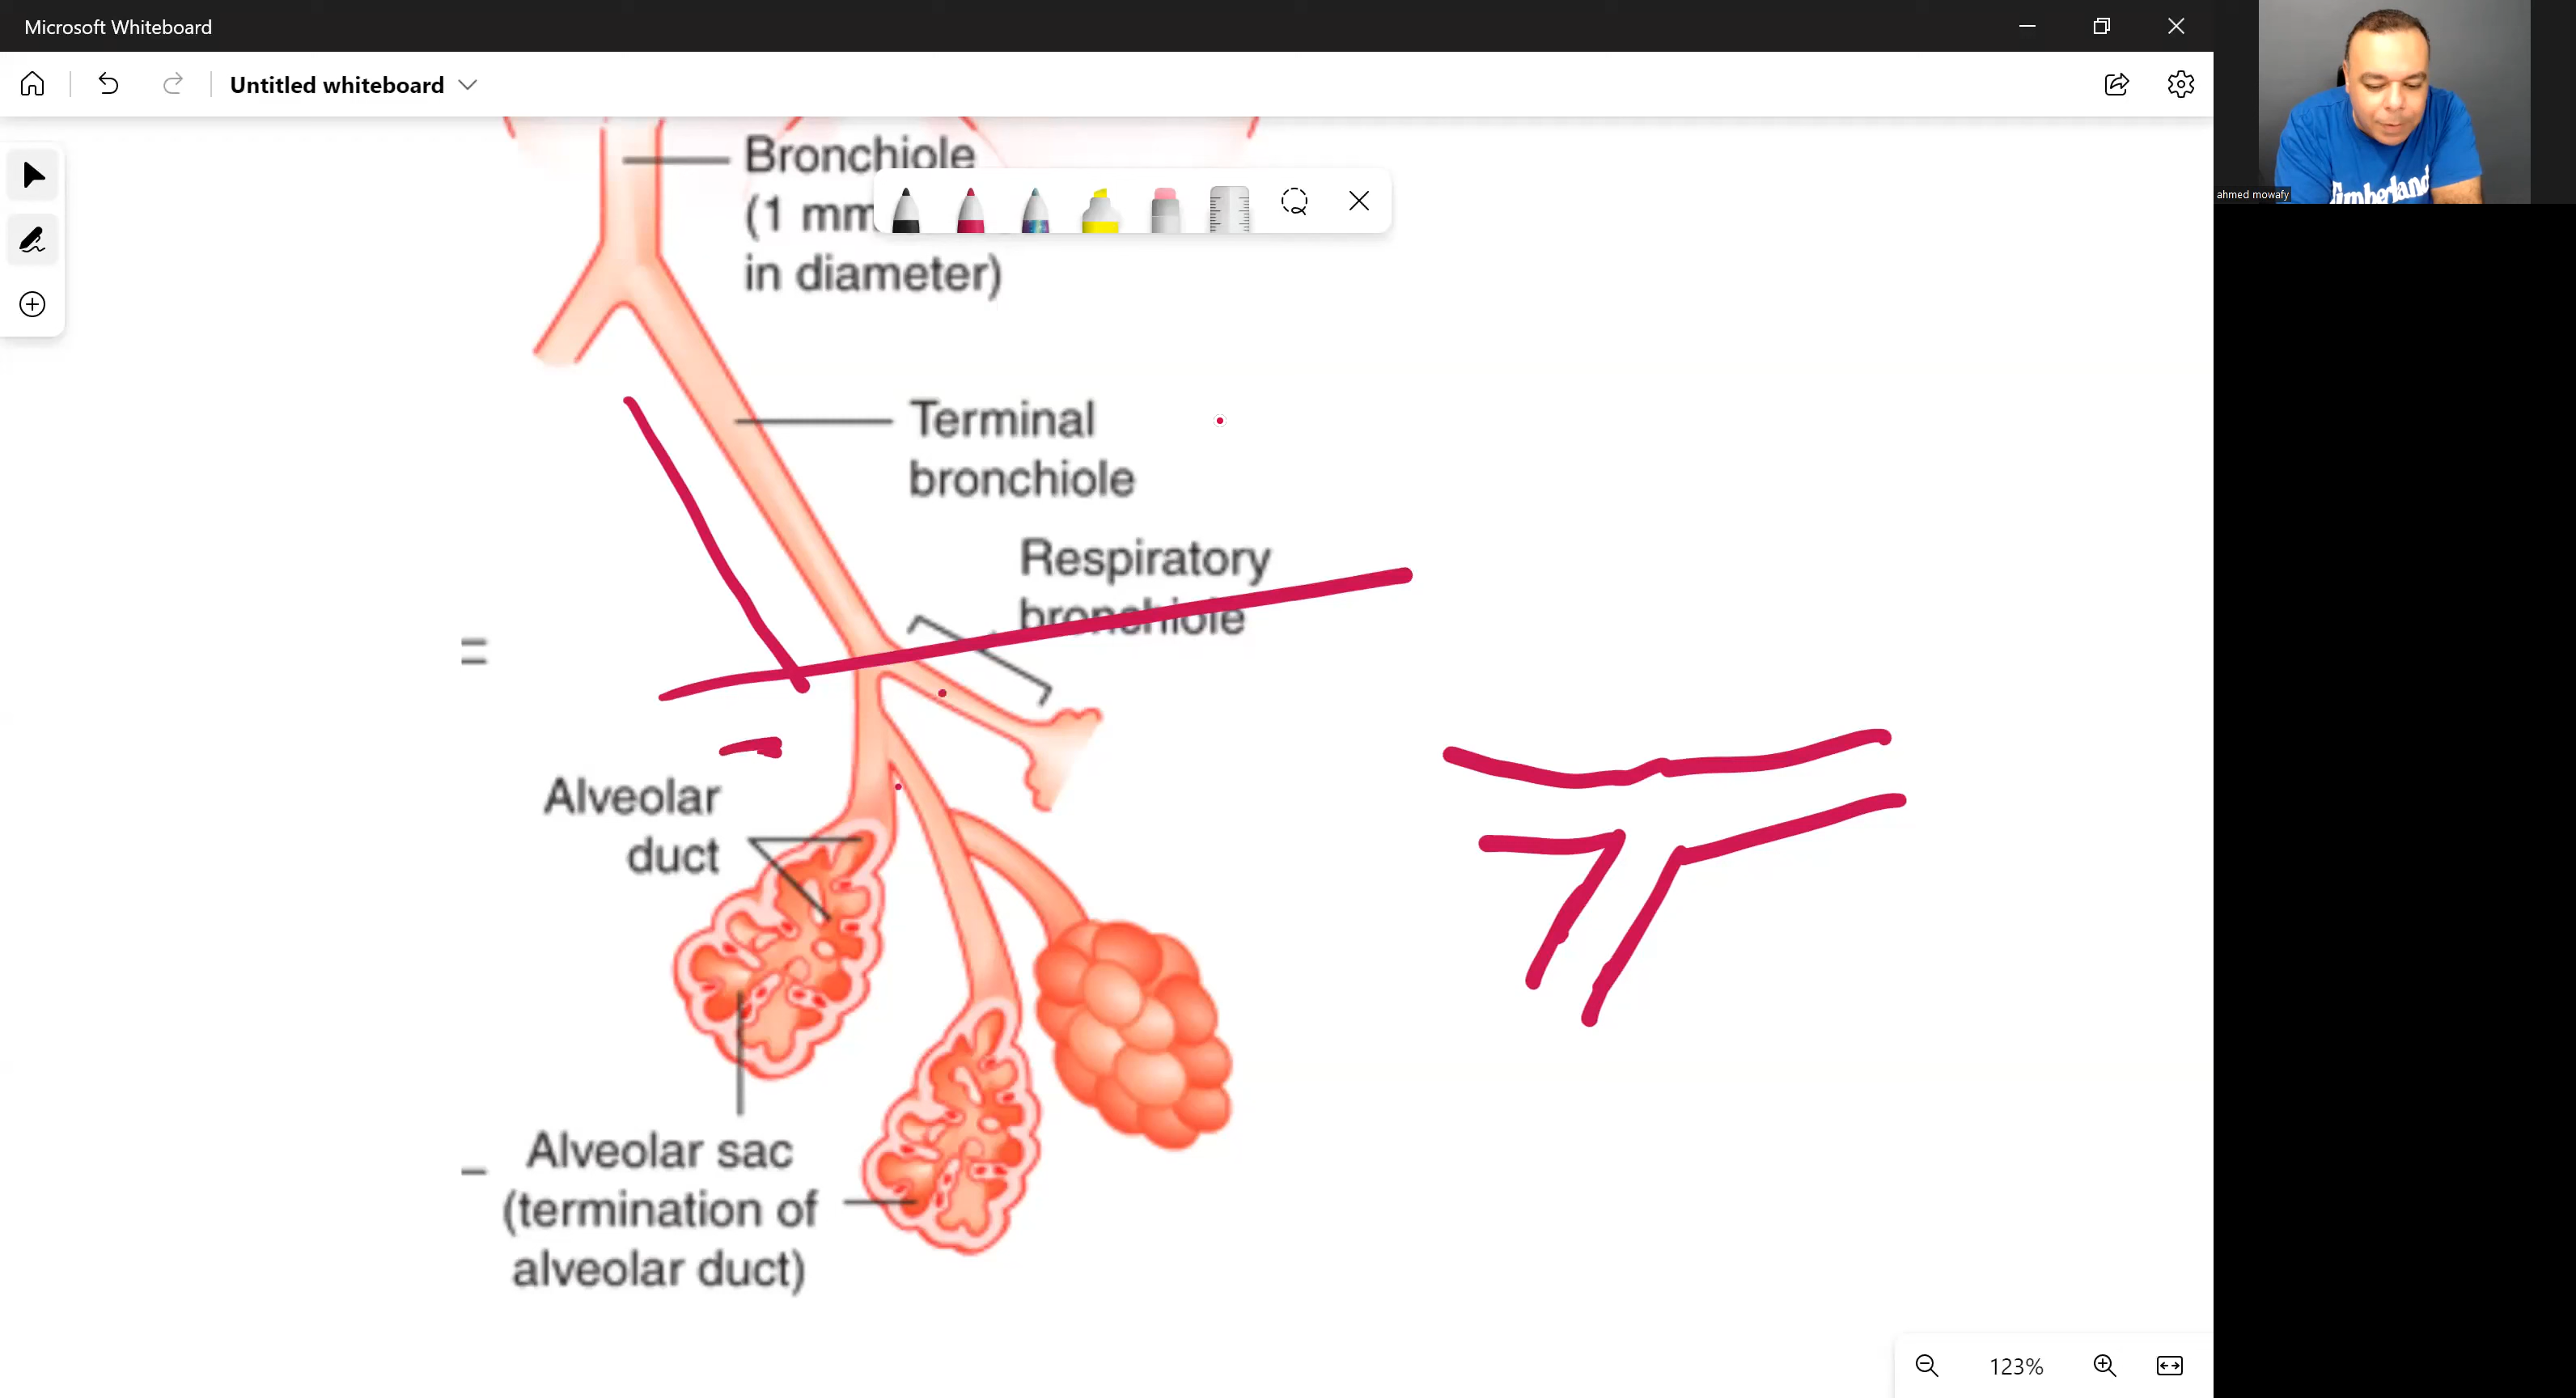 Microsoft Whiteboard
Untitled whiteboard
Bronchiole
(1 mm
in diameter)
Terminal
bronchiole
Respiratory
bronchiole
Alveolar
duct
Alveolar sac
(termination of
alveolar duct)
ahmed mowafy
Timberland
123%